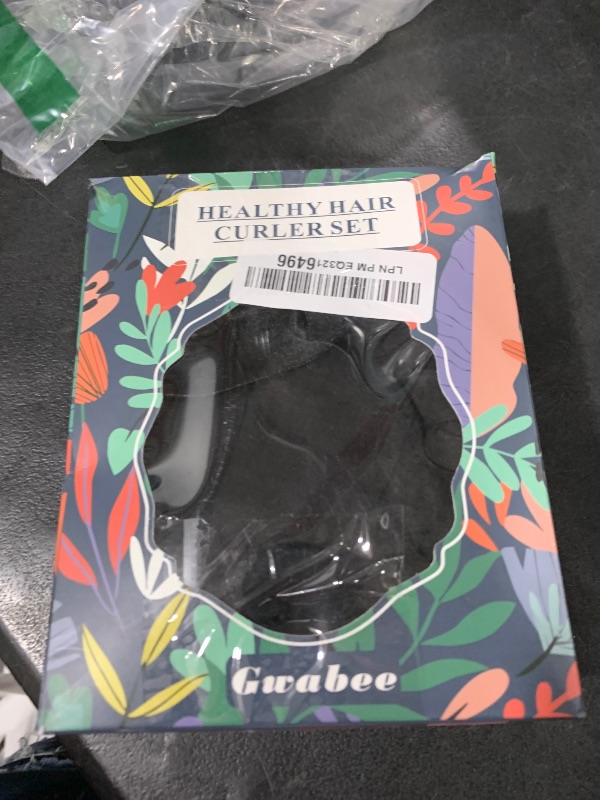 HEALTHY HAIR
CURLER SET
LPN PM EQ3216496
Gwabee